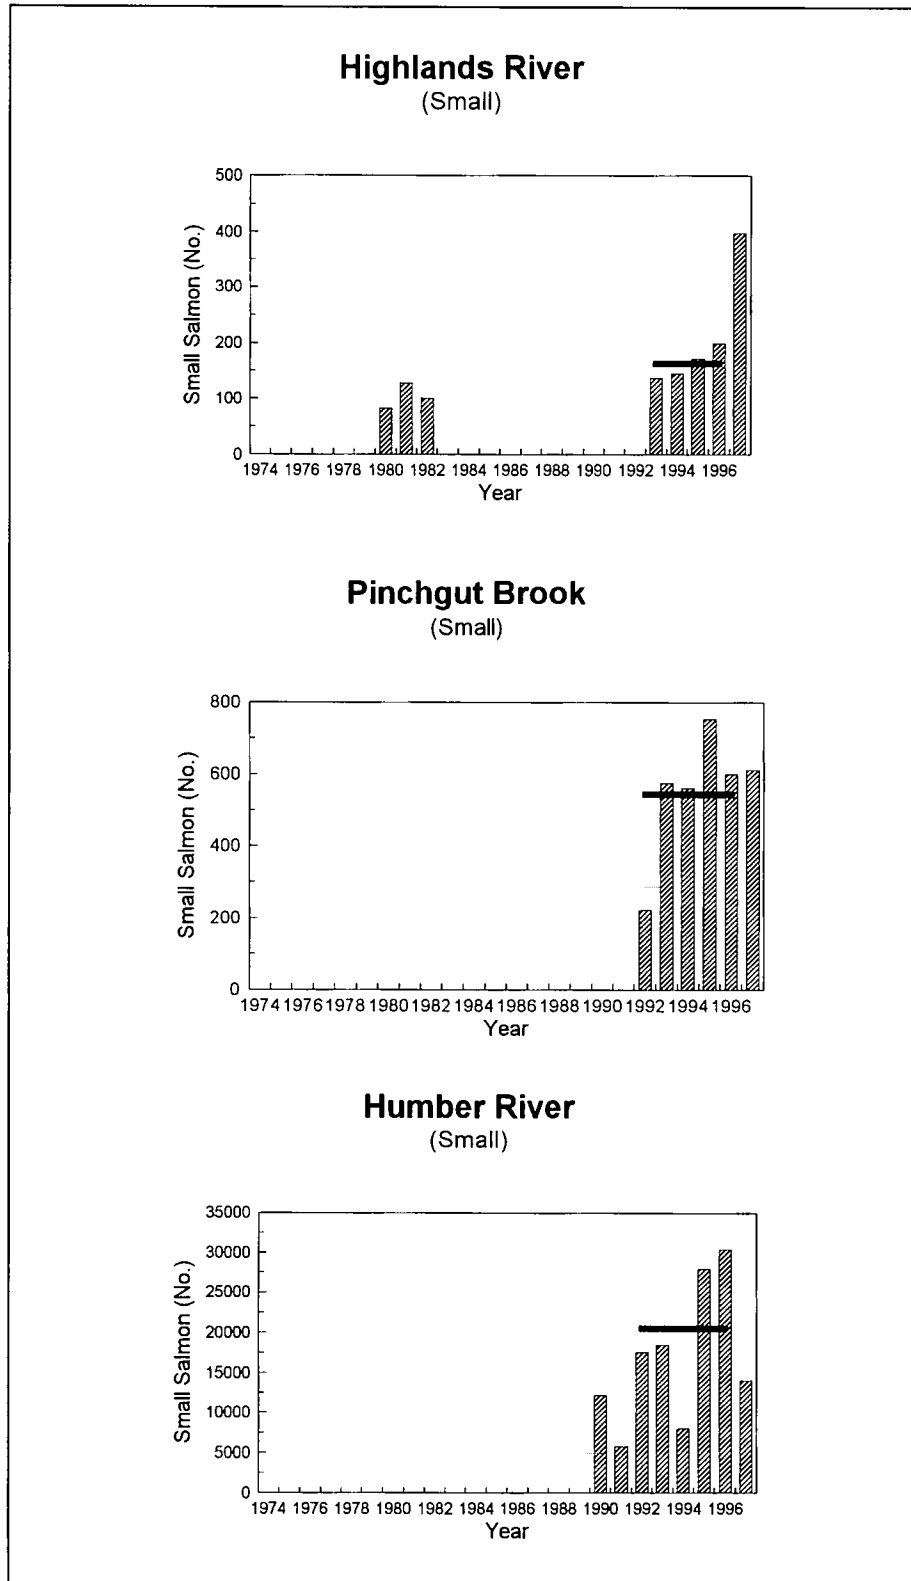 Highlands River
(Small)
500
400
300
200
100
0
Small Salmon (No.)
1974 1976 1978 1980 1982 1984 1986 1988 1990 1992 1994 1996
Year
Pinchgut Brook
(Small)
800
600
400
200
0
Small Salmon (No.)
1974 1976 1978 1980 1982 1984 1986 1988 1990 1992 1994 1996
Year
Humber River
(Small)
35000
30000
25000
20000
15000
10000
5000
0
Small Salmon (No.)
1974 1976 1978 1980 1982 1984 1986 1988 1990 1992 1994 1996
Year